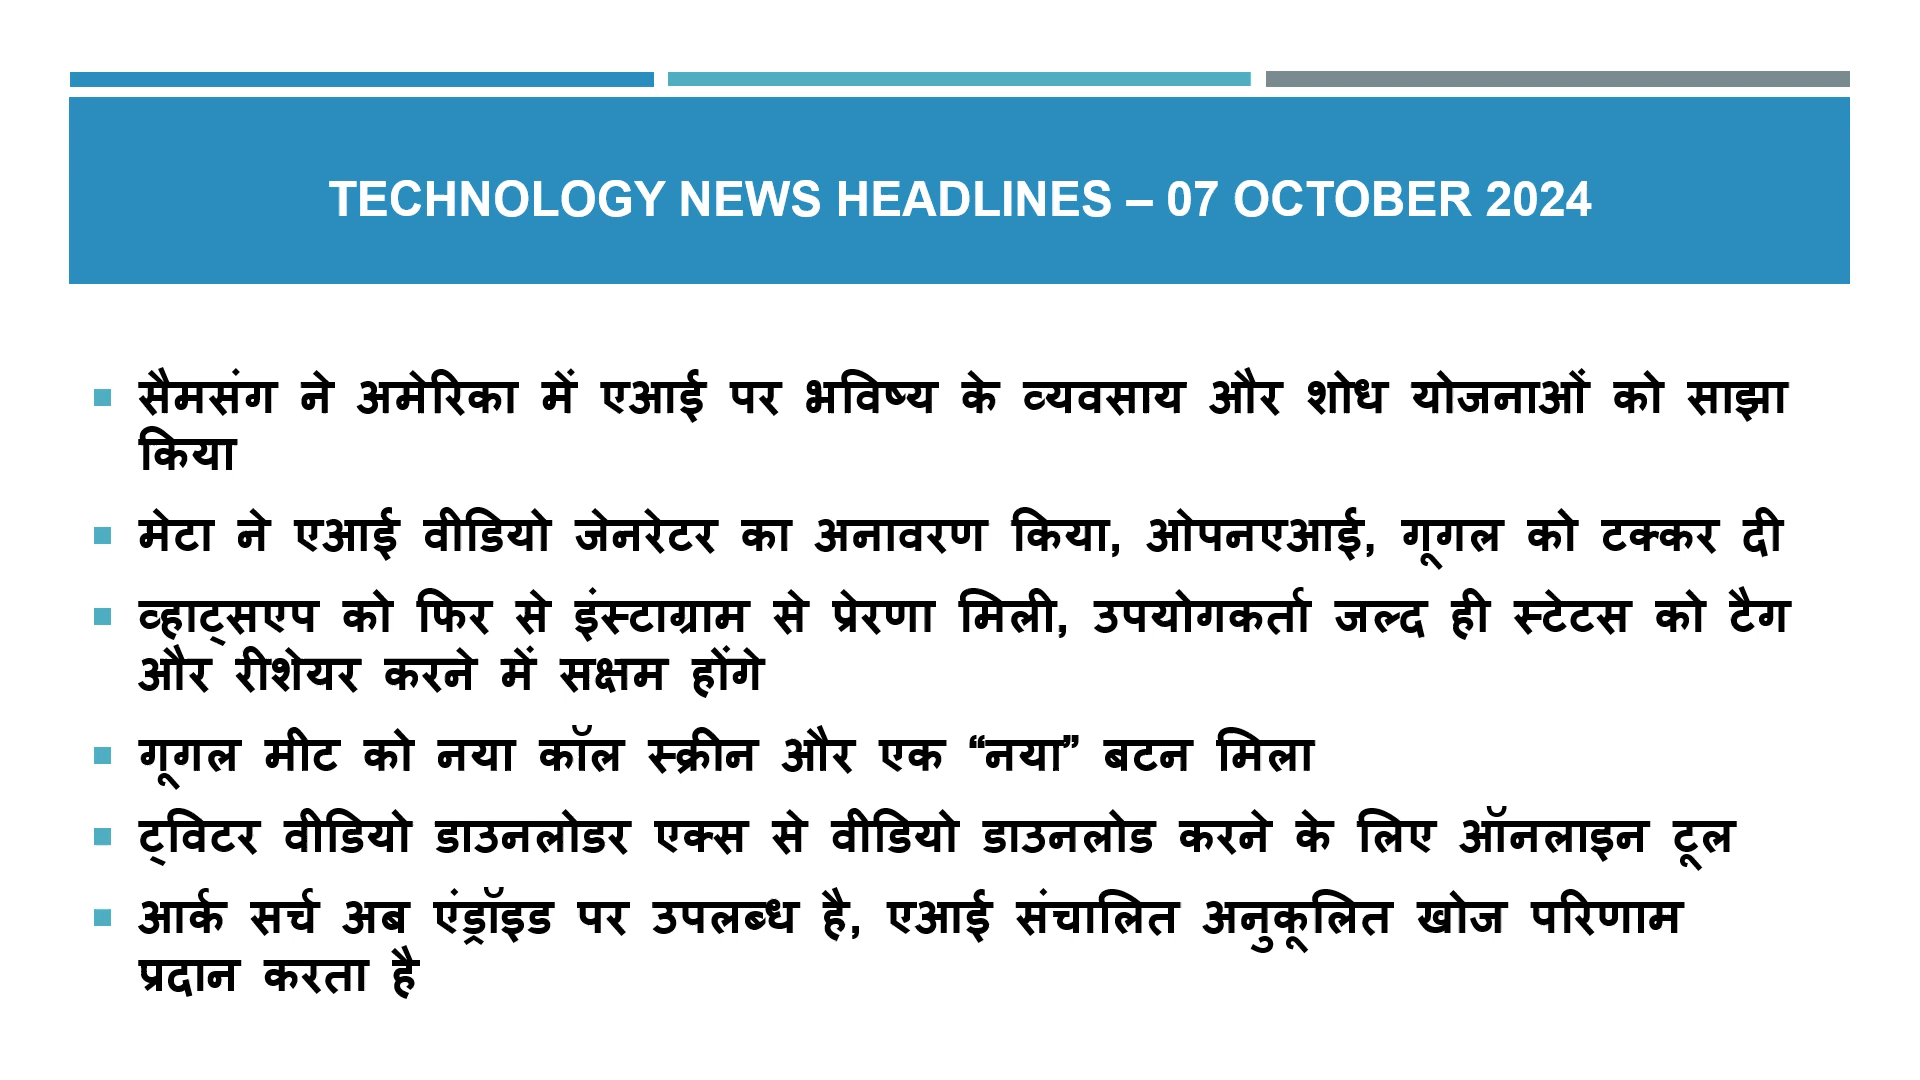 TECHNOLOGY NEWS HEADLINES – 07 OCTOBER 2024
सैमसंग ने अमेरिका में एआई पर भविष्य के व्यवसाय और शोध योजनाओं को साझा
किया
मेटा ने एआई वीडियो जेनरेटर का अनावरण किया, ओपनएआई, गूगल को टक्कर दी
व्हाट्सएप को फिर से इंस्टाग्राम से प्रेरणा मिली, उपयोगकर्ता जल्द ही स्टेटस को टैग
और रीशेयर करने में सक्षम होंगे
गूगल मीट को नया कॉल स्क्रीन और एक “नया” बटन मिला
ट्विटर वीडियो डाउनलोडर एक्स से वीडियो डाउनलोड करने के लिए ऑनलाइन टूल
आर्क सर्च अब एंड्रॉइड पर उपलब्ध है, एआई संचालित अनुकूलित खोज परिणाम
प्रदान करता है